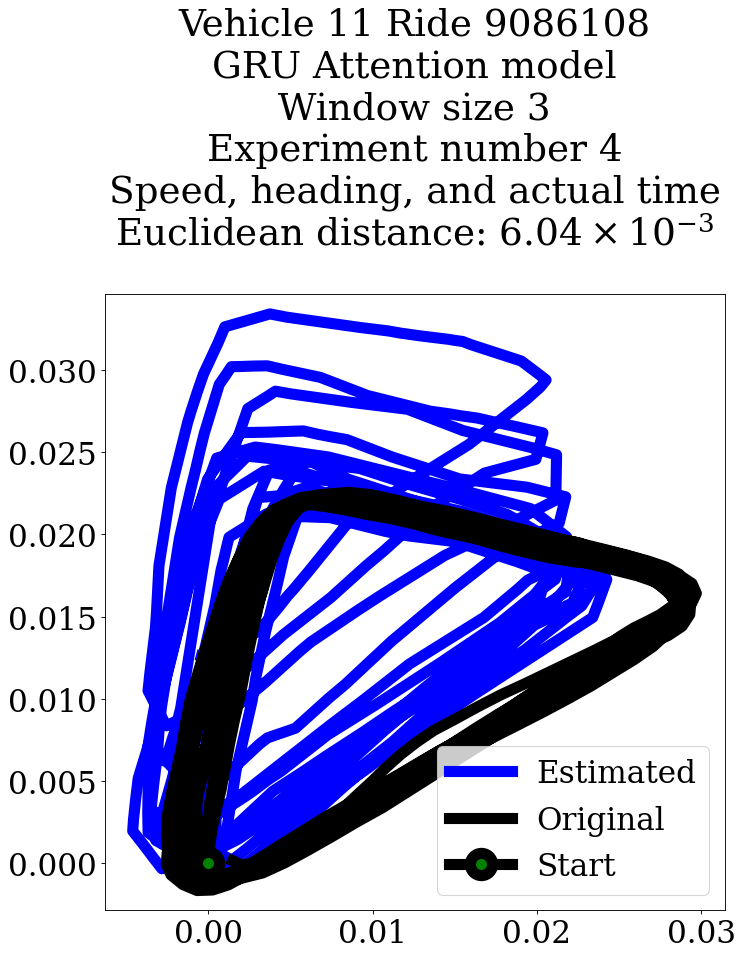 Vehicle 11 Ride 9086108
GRU Attention model
Window size 3
Experiment number 4
Speed, heading, and actual time
Euclidean distance: 6.04 × 10⁻³
0.030
0.025
0.020
0.015
0.010
0.005
0.000
Estimated
Original
Start
0.00
0.01
0.02
0.03